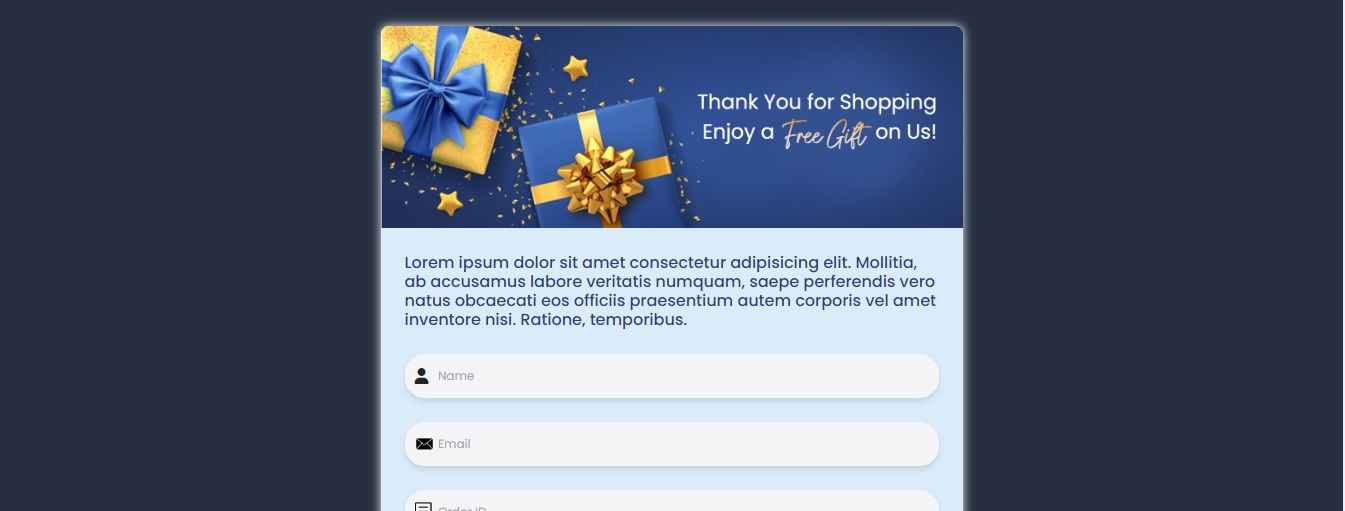 Thank You for Shopping
Enjoy a Free Gift on Us!
Lorem ipsum dolor sit amet consectetur adipisicing elit. Mollitia,
ab accusamus labore veritatis numquam, saepe perferendis vero
natus obcaecati eos officiis praesentium autem corporis vel amet
inventore nisi. Ratione, temporibus.
Name
Email
Order ID